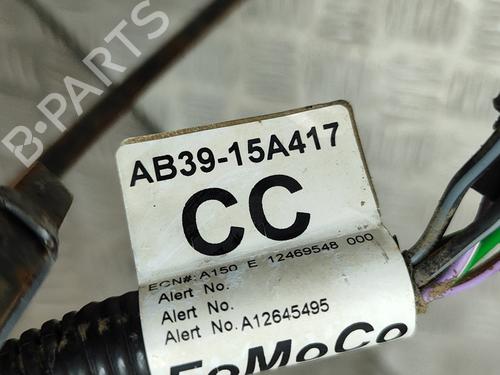 B-PARTS
AB39-15A417
CC
ECN#: A150 E 12469548 000
Alert No.
Alert No.
Alert No. A12645495
FoMoCo